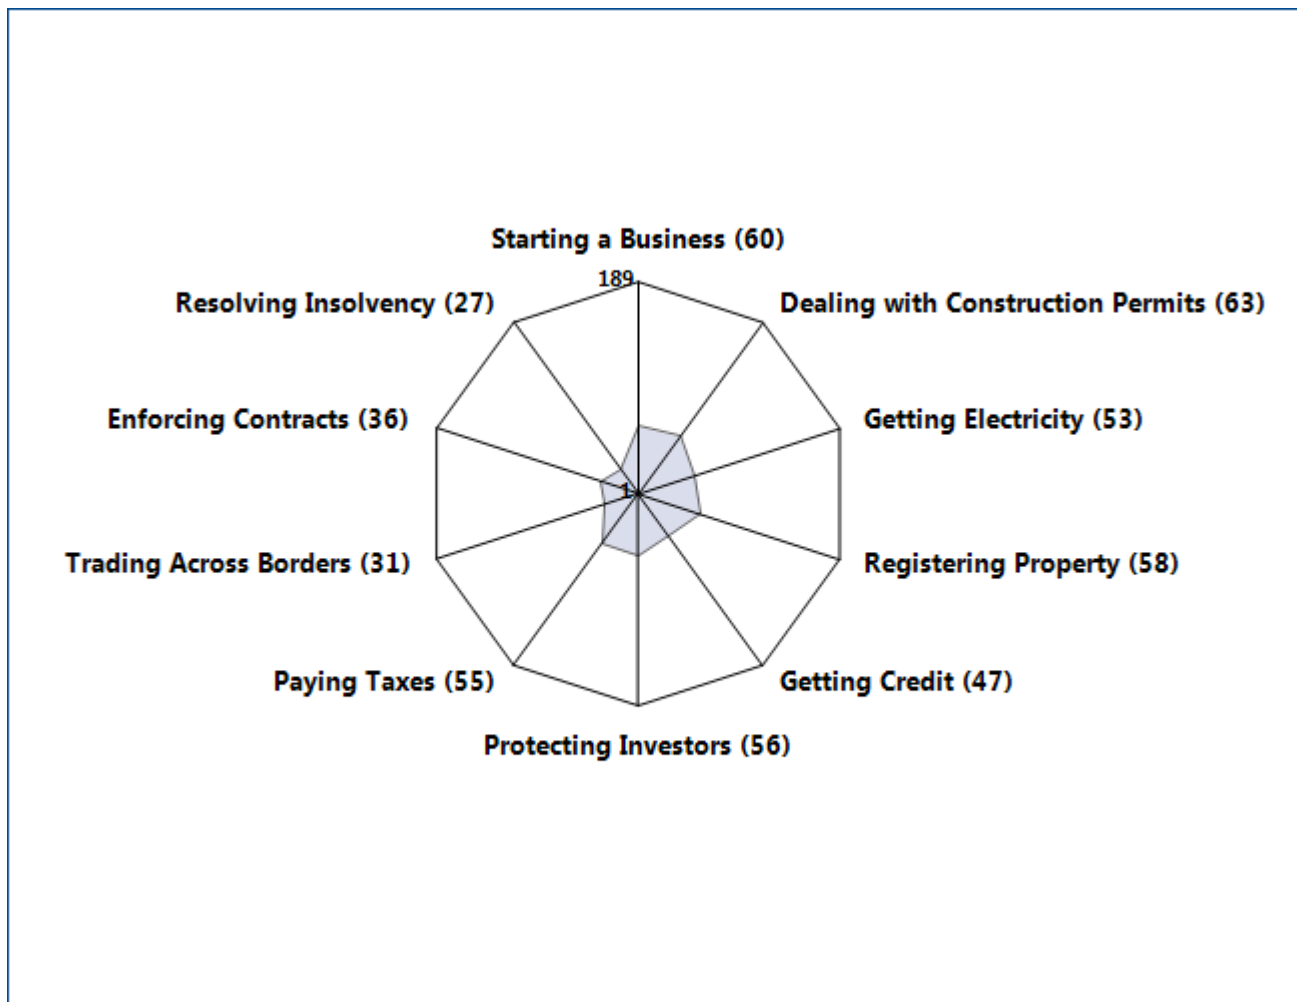 Starting a Business (60)
189
Resolving Insolvency (27)
Dealing with Construction Permits (63)
Enforcing Contracts (36)
Getting Electricity (53)
1
Trading Across Borders (31)
Registering Property (58)
Paying Taxes (55)
Getting Credit (47)
Protecting Investors (56)